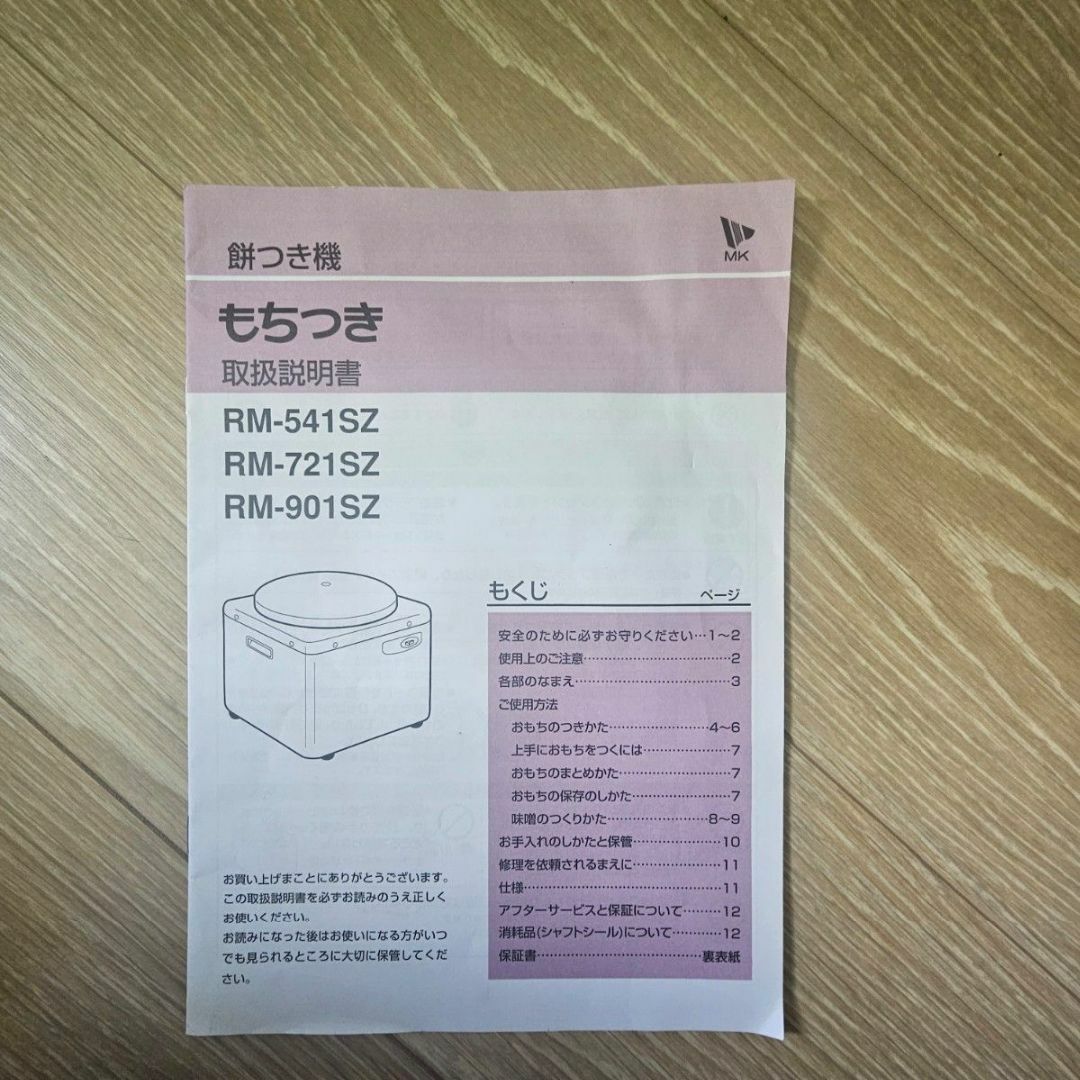 餅つき機
MK
もちつき
取扱説明書
RM-541SZ
RM-721SZ
RM-901SZ
もくじ ページ
安全のために必ずお守りください…1〜2
使用上のご注意……………………………2
各部のなまえ………………………………3
ご使用方法
おもちのつきかた…………………4〜6
上手におもちをつくには………………7
おもちのまとめかた……………………7
おもちの保存のしかた…………………7
味噌のつくりかた…………………8〜9
お手入れのしかたと保管………………10
修理を依頼されるまえに………………11
仕様………………………………………11
アフターサービスと保証について………12
消耗品(シャフトシール)について…………12
保証書……………………………裏表紙
お買い上げまことにありがとうございます。
この取扱説明書を必ずお読みのうえ正しく
お使いください。
お読みになった後はお使いになる方がいつ
でも見られるところに大切に保管してくだ
さい。